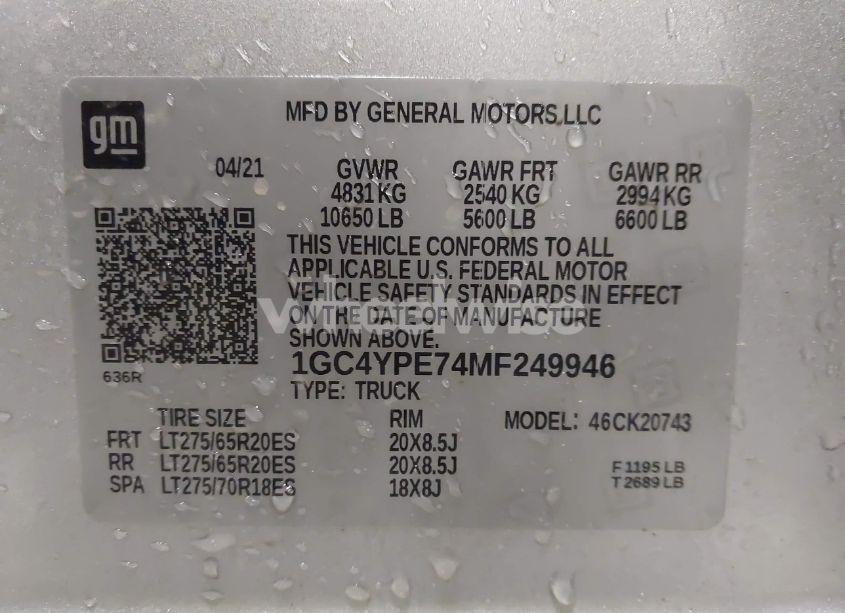 gm
MFD BY GENERAL MOTORS,LLC
04/21 GVWR GAWR FRT GAWR RR
4831 KG 2540 KG 2994 KG
10650 LB 5600 LB 6600 LB
THIS VEHICLE CONFORMS TO ALL
APPLICABLE U.S. FEDERAL MOTOR
VEHICLE SAFETY STANDARDS IN EFFECT
ON THE DATE OF MANUFACTURE
SHOWN ABOVE.
1GC4YPE74MF249946
636R
TYPE: TRUCK
TIRE SIZE RIM MODEL: 46CK20743
FRT LT275/65R20ES 20X8.5J
RR LT275/65R20ES 20X8.5J F 1195 LB
SPA LT275/70R18ES 18X8J T 2689 LB